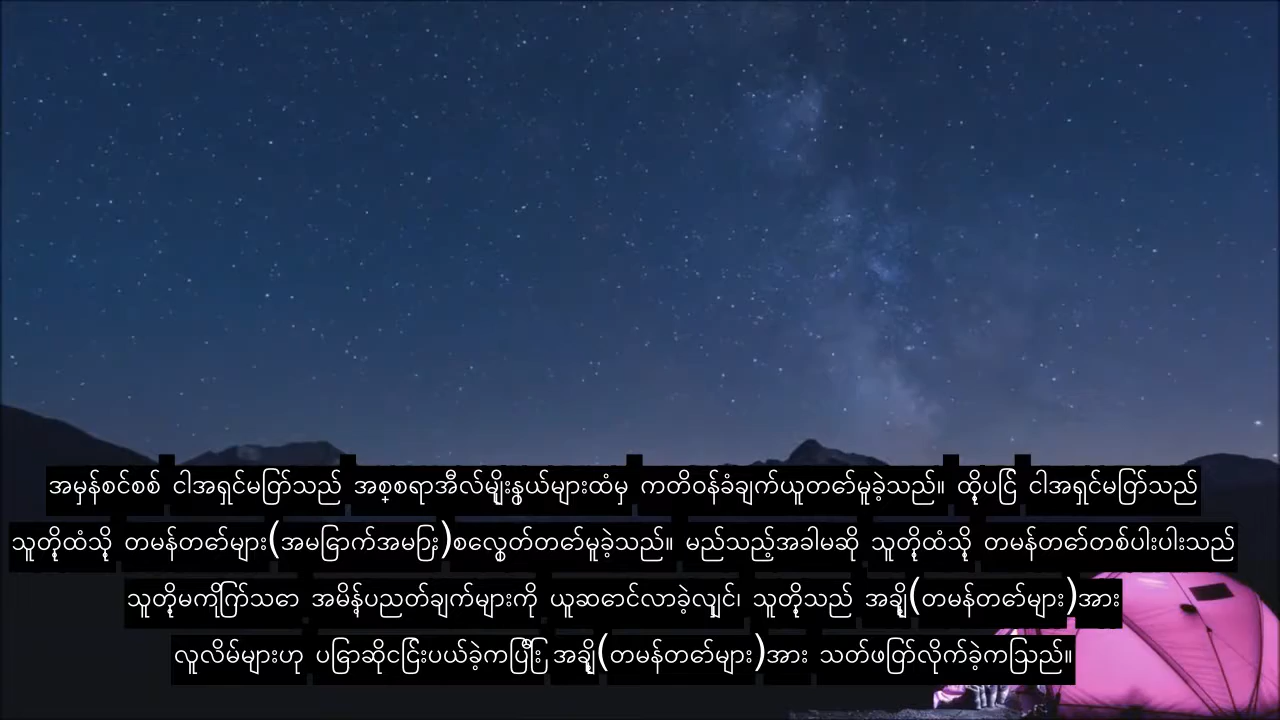 အမှန်စင်စစ် ငါအရှင်မြတ်သည် အစ္စရာအီလ်မျိုးနွယ်များထံမှ ကတိဝန်ခံချက်ယူတော်မူခဲ့သည်။ ထို့ပြင် ငါအရှင်မြတ်သည်
သူတို့ထံသို့ တမန်တော်များ(အမြောက်အမြား)စေလွှတ်တော်မူခဲ့သည်။ မည်သည့်အခါမဆို သူတို့ထံသို့ တမန်တော်တစ်ပါးပါးသည်
သူတို့မကြိုက်သော အမိန့်ပညတ်ချက်များကို ယူဆောင်လာခဲ့လျှင်၊ သူတို့သည် အချို့(တမန်တော်များ)အား
လူလိမ်များဟု ပြောဆိုငြင်းပယ်ခဲ့ကြပြီး အချို့(တမန်တော်များ)အား သတ်ဖြတ်လိုက်ခဲ့ကြသည်။